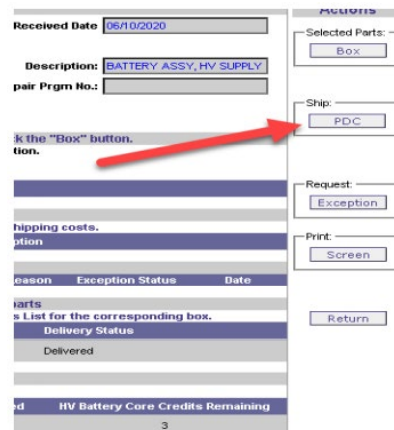 Actions
Received Date 06/10/2020
Selected Parts:
Box
Description: BATTERY ASSY, HV SUPPLY
pair Prgm No.:
Ship:
PDC
ck the "Box" button.
tion.
Request:
Exception
hipping costs.
ption
Print:
Screen
eason Exception Status Date
parts
s List for the corresponding box.
Return
Delivery Status
Delivered
ed HV Battery Core Credits Remaining
3